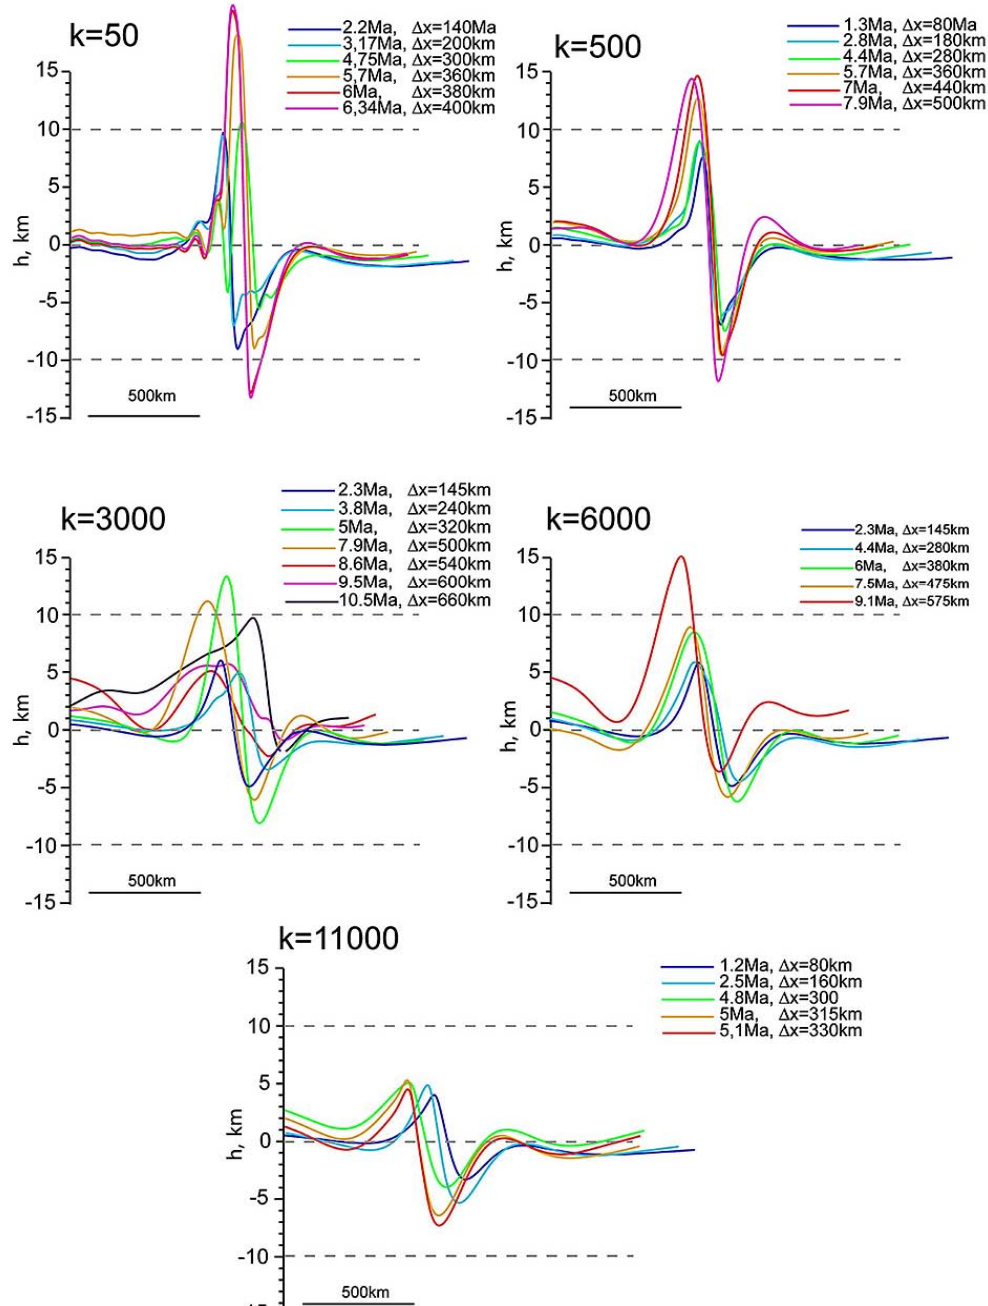 k=50
2.2Ma, Δx=140Ma
3,17Ma, Δx=200km
4,75Ma, Δx=300km
5,7Ma, Δx=360km
6Ma, Δx=380km
6,34Ma, Δx=400km
15
10
5
0
-5
-10
-15
h, km
500km
k=500
1.3Ma, Δx=80Ma
2.8Ma, Δx=180km
4.4Ma, Δx=280km
5.7Ma, Δx=360km
7Ma, Δx=440km
7.9Ma, Δx=500km
15
10
5
0
-5
-10
-15
h, km
500km
k=3000
2.3Ma, Δx=145km
3.8Ma, Δx=240km
5Ma, Δx=320km
7.9Ma, Δx=500km
8.6Ma, Δx=540km
9.5Ma, Δx=600km
10.5Ma, Δx=660km
15
10
5
0
-5
-10
-15
h, km
500km
k=6000
2.3Ma, Δx=145km
4.4Ma, Δx=280km
6Ma, Δx=380km
7.5Ma, Δx=475km
9.1Ma, Δx=575km
15
10
5
0
-5
-10
-15
h, km
500km
k=11000
1.2Ma, Δx=80km
2.5Ma, Δx=160km
4.8Ma, Δx=300
5Ma, Δx=315km
5,1Ma, Δx=330km
15
10
5
0
-5
-10
h, km
500km